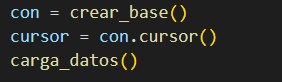 con = crear_base()
cursor = con.cursor()
carga_datos()